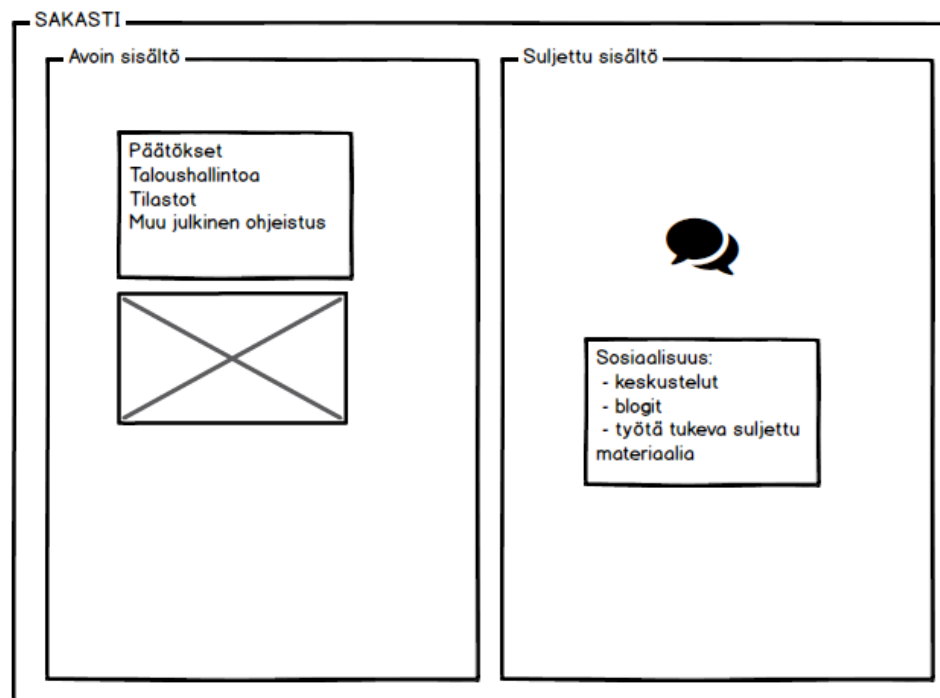 SAKASTI
Avoin sisältö
Päätökset
Taloushallintoa
Tilastot
Muu julkinen ohjeistus
Suljettu sisältö
Sosiaalisuus:
- keskustelut
- blogit
- työtä tukeva suljettu
materiaalia